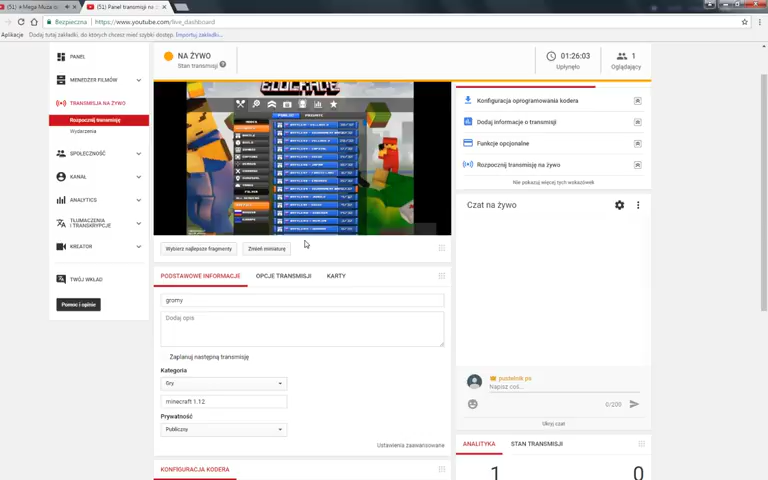 (51) Panel transmisji na ż
Bezpieczna
https://www.youtube.com/live_dashboard
Aplikacje
Dodaj tutaj zakładki, do których chcesz mieć szybki dostęp.
Importuj zakładki...
PANEL
MENEDŻER FILMÓW
TRANSMISJA NA ŻYWO
Rozpocznij transmisję
Wydarzenia
SPOŁECZNOŚĆ
KANAŁ
ANALYTICS
TŁUMACZENIA
I TRANSKRYPCJE
KREATOR
TWÓJ WKŁAD
Pomoc i opinie
NA ŻYWO
Stan transmisji
01:26:03
Upłynęło
1
Oglądający
Wybierz najlepsze fragmenty
Zmień miniaturę
PODSTAWOWE INFORMACJE
OPCJE TRANSMISJI
KARTY
gromy
Dodaj opis
Zaplanuj następną transmisję
Kategoria
Gry
minecraft 1.12
Prywatność
Publiczny
Ustawienia zaawansowane
KONFIGURACJA KODERA
Konfiguracja oprogramowania kodera
Dodaj informacje o transmisji
Funkcje opcjonalne
Rozpocznij transmisję na żywo
Nie pokazuj więcej tych wskazówek
Czat na żywo
pustelnik ps
Napisz coś...
0/200
Ukryj czat
ANALITYKA
STAN TRANSMISJI
1
0